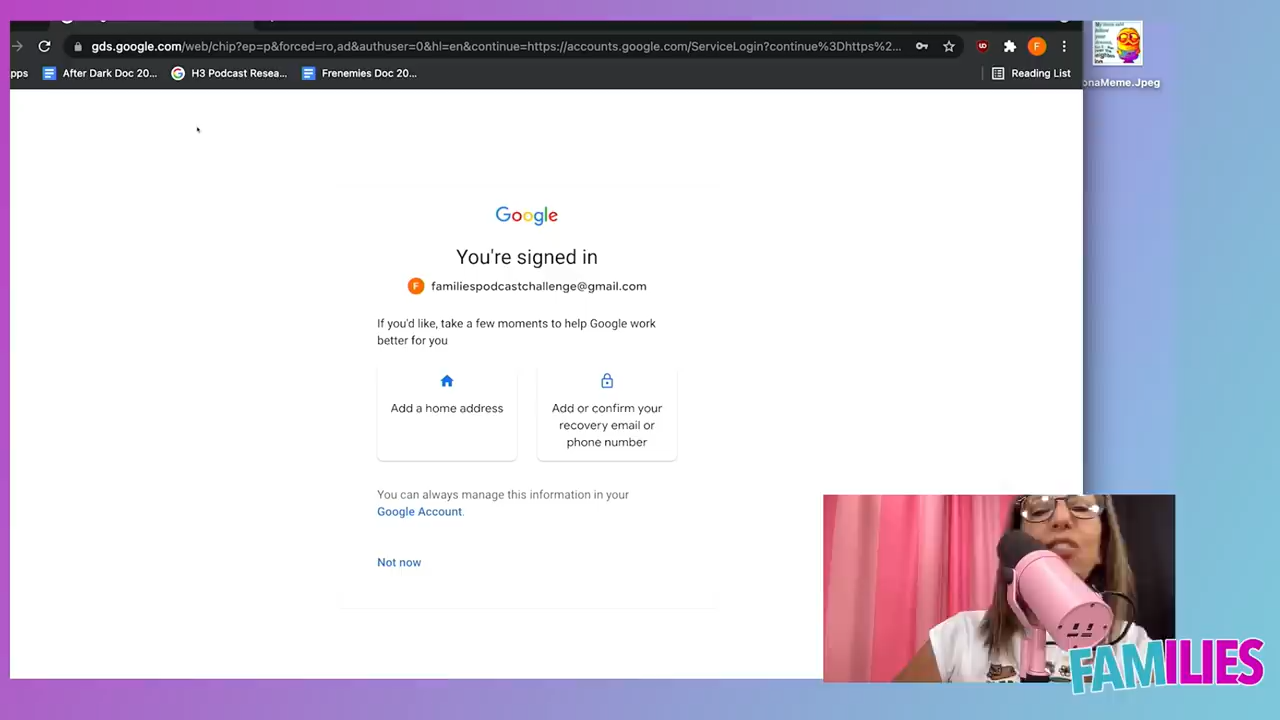 gds.google.com/web/chip?ep=p&forced=ro,ad&authuser=0&hl=en&continue=https://accounts.google.com/ServiceLogin?continue%3Dhttps%2...
After Dark Doc 20...
H3 Podcast Resea...
Frenemies Doc 20...
Reading List
F
Google
You're signed in
F familiespodcastchallenge@gmail.com
If you'd like, take a few moments to help Google work
better for you
Add a home address
Add or confirm your
recovery email or
phone number
You can always manage this information in your
Google Account.
Not now
FAMILIES